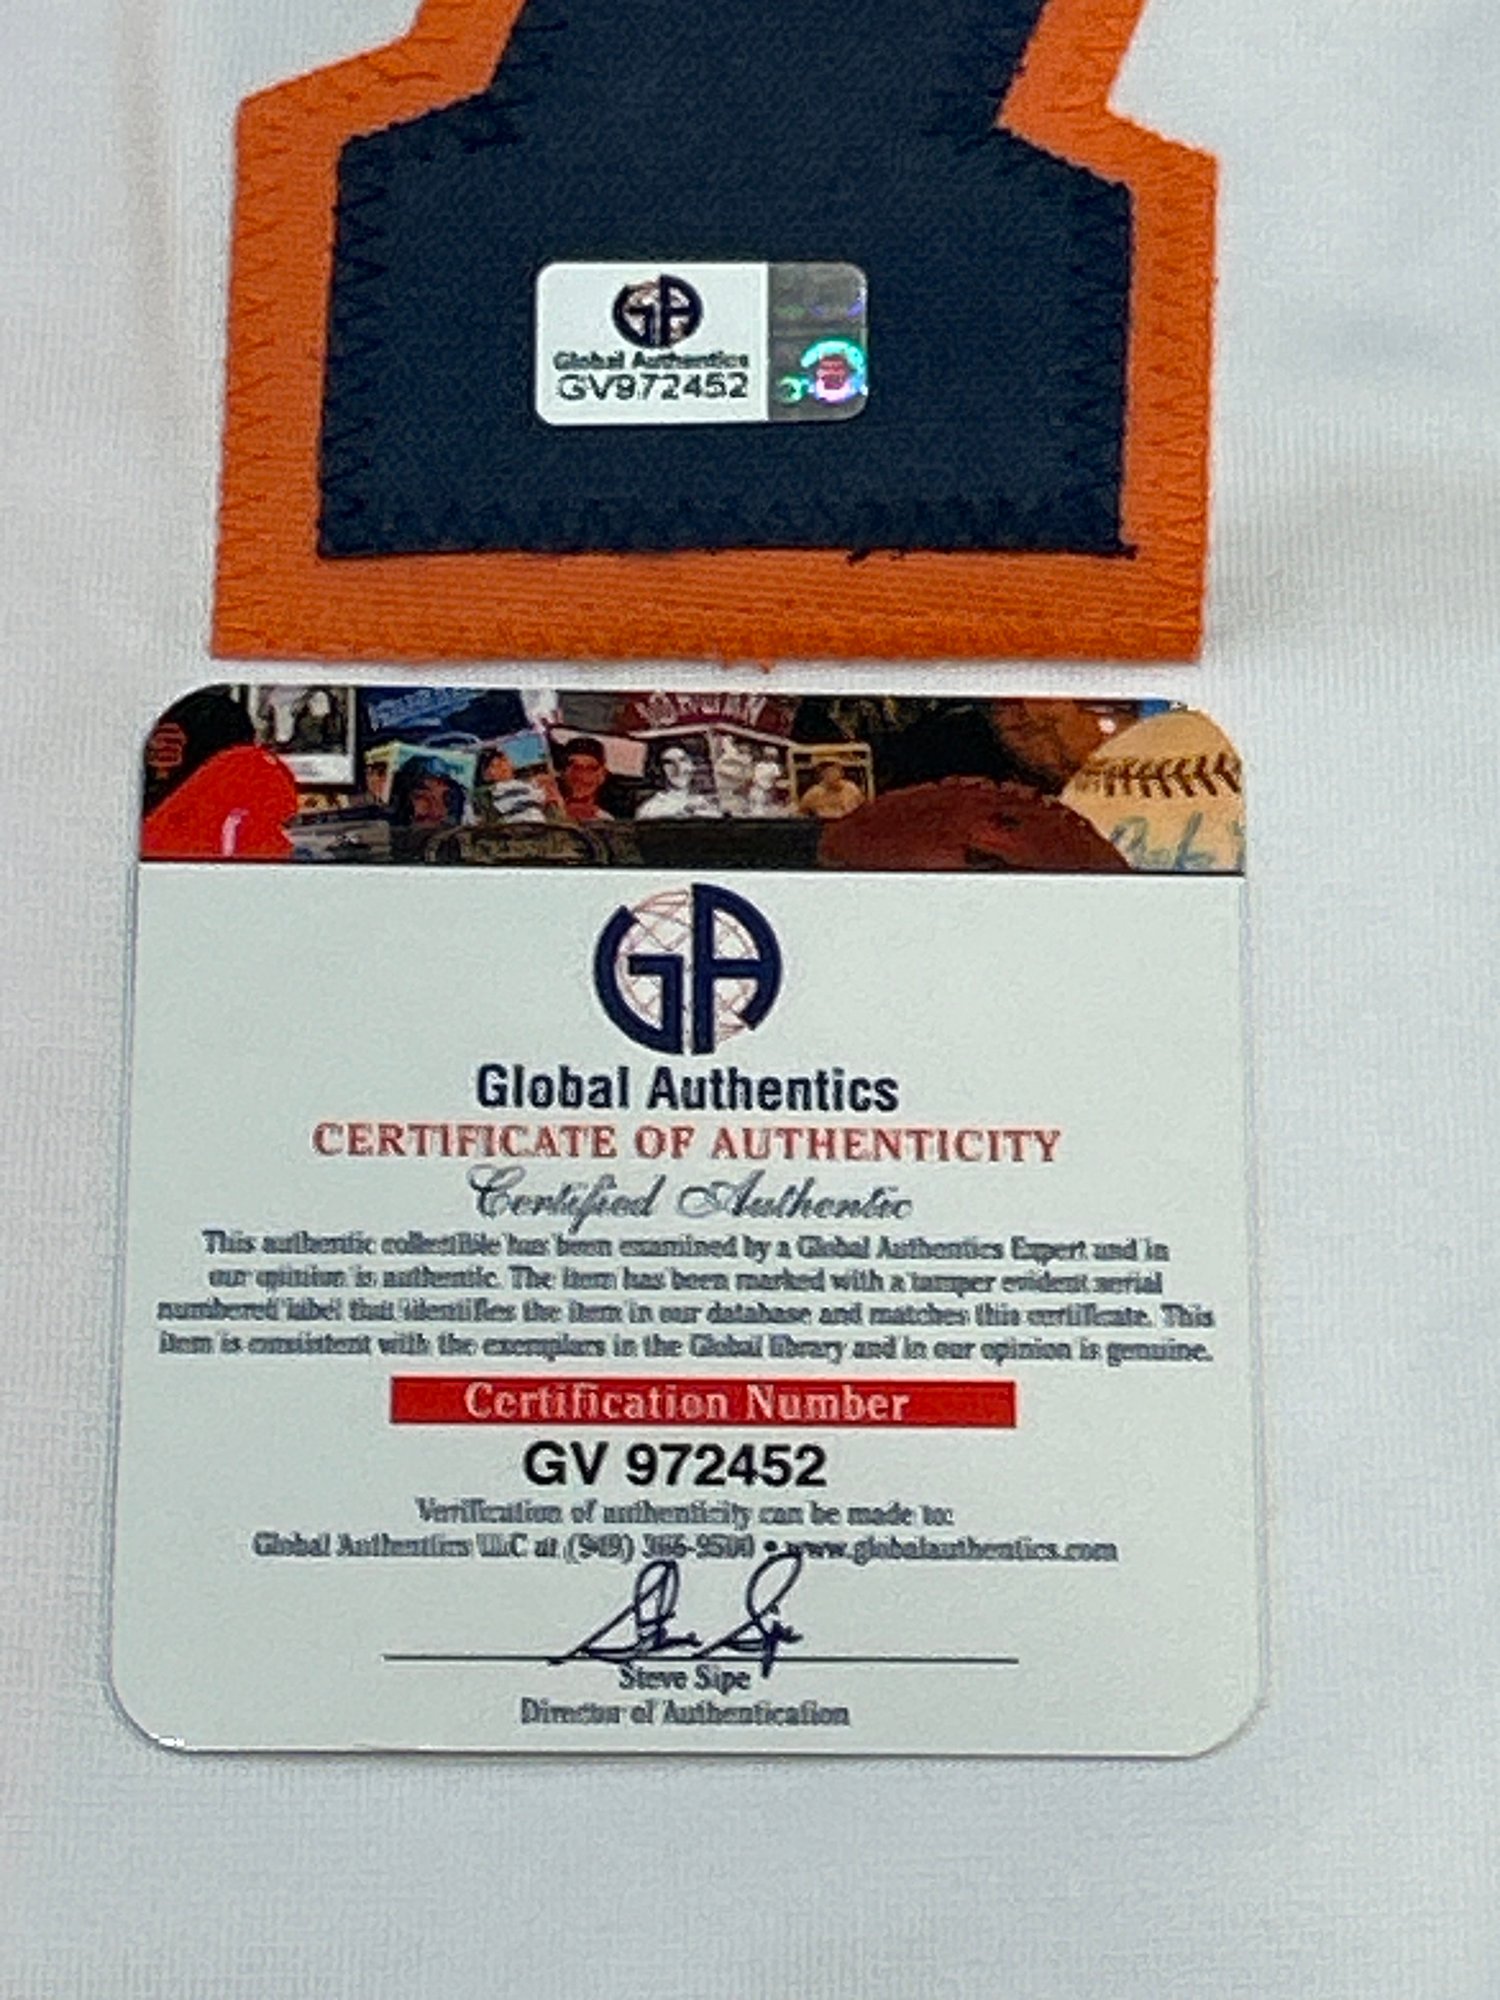 GA
Global Authentics
GV972452
MORGAN
GA
Global Authentics
CERTIFICATE OF AUTHENTICITY
Certified Authentic
This authentic collectible has been examined by a Global Authentics Expert and in
our opinion is authentic. The item has been marked with a tamper evident serial
numbered label that identifies the item in our database and matches this certificate. This
item is consistent with the exemplars in the Global library and in our opinion is genuine.
Certification Number
GV 972452
Verification of authenticity can be made to:
Global Authentics LLC at (949) 366-9500 • www.globalauthentics.com
Steve Sipe
Steve Sipe
Director of Authentication